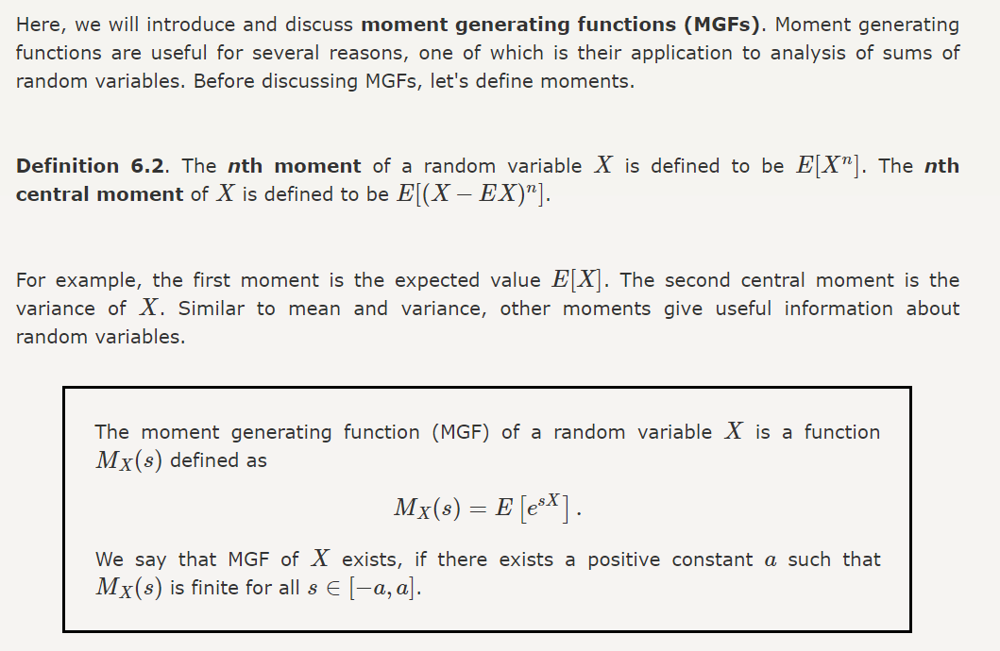 Here, we will introduce and discuss moment generating functions (MGFs). Moment generating
functions are useful for several reasons, one of which is their application to analysis of sums of
random variables. Before discussing MGFs, let's define moments.
Definition 6.2. The nth moment of a random variable X is defined to be E[Xⁿ]. The nth
central moment of X is defined to be E[(X − EX)ⁿ].
For example, the first moment is the expected value E[X]. The second central moment is the
variance of X. Similar to mean and variance, other moments give useful information about
random variables.
The moment generating function (MGF) of a random variable X is a function
M_X(s) defined as
M_X(s) = E [e^{sX}] .
We say that MGF of X exists, if there exists a positive constant a such that
M_X(s) is finite for all s ∈ [−a, a].